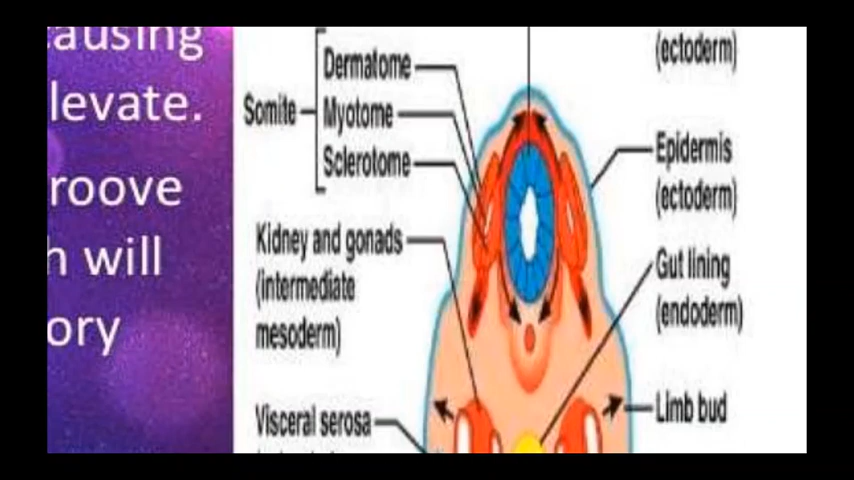 causing
levate.
roove
h will
ory
(ectoderm)
Dermatome
Somite
Myotome
Sclerotome
Epidermis
(ectoderm)
Kidney and gonads
(intermediate
mesoderm)
Gut lining
(endoderm)
Visceral serosa
Limb bud